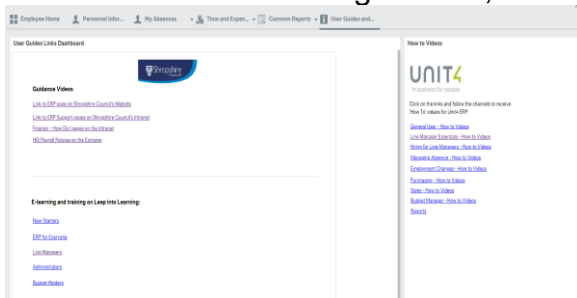 Employee Home Personnel Infor... My Absences Time and Expen... Common Reports User Guides and...
User Guides Links Dashboard
Shropshire
Guidance Videos
Link to ERP page on Shropshire Council's Website
Link to ERP Support pages on Shropshire Council's Intranet
Finance - How Do I pages on the Intranet
HR/Payroll Policies on the Extranet
E-learning and training on Leap into Learning:
New Starters
ERP for Everyone
Line Managers
Administrators
Budget Holders
How to Videos
UNIT4
In business for people.
Click on the links and follow the channels to receive
'How To' videos for Unit4 ERP.
General User - How to Videos
Line Manager Essentials - How to Videos
Hiring for Line Managers - How to Videos
Managing Absence - How to Videos
Employment Changes - How to Videos
Purchasing - How to Videos
Sales - How to Videos
Budget Manager - How to Videos
Reports